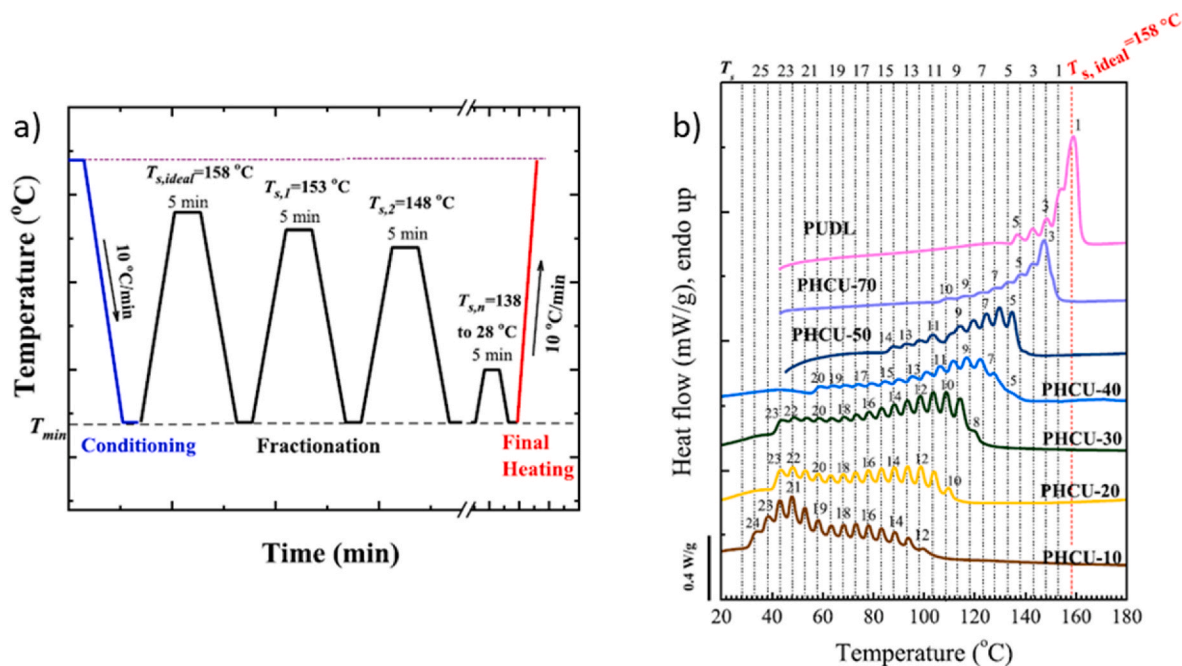 a)
T_s,ideal=158 °C
5 min
T_s,1=153 °C
5 min
T_s,2=148 °C
5 min
T_s,n=138
to 28 °C
5 min
10 °C/min
10 °C/min
Temperature (°C)
T_min
Conditioning
Fractionation
Final
Heating
Time (min)
b)
T_s 25 23 21 19 17 15 13 11 9 7 5 3 1 T_s, ideal=158 °C
1
3
5
PUDL
3
5
7
9
10
PHCU-70
5
7
9
11
13
14
PHCU-50
5
7
9
11
13
15
17
19
20
PHCU-40
8
10
12
14
16
18
20
22
23
PHCU-30
10
12
14
16
18
20
22
23
PHCU-20
12
14
16
18
19
21
23
24
PHCU-10
0.4 W/g
Heat flow (mW/g), endo up
20 40 60 80 100 120 140 160 180
Temperature (°C)